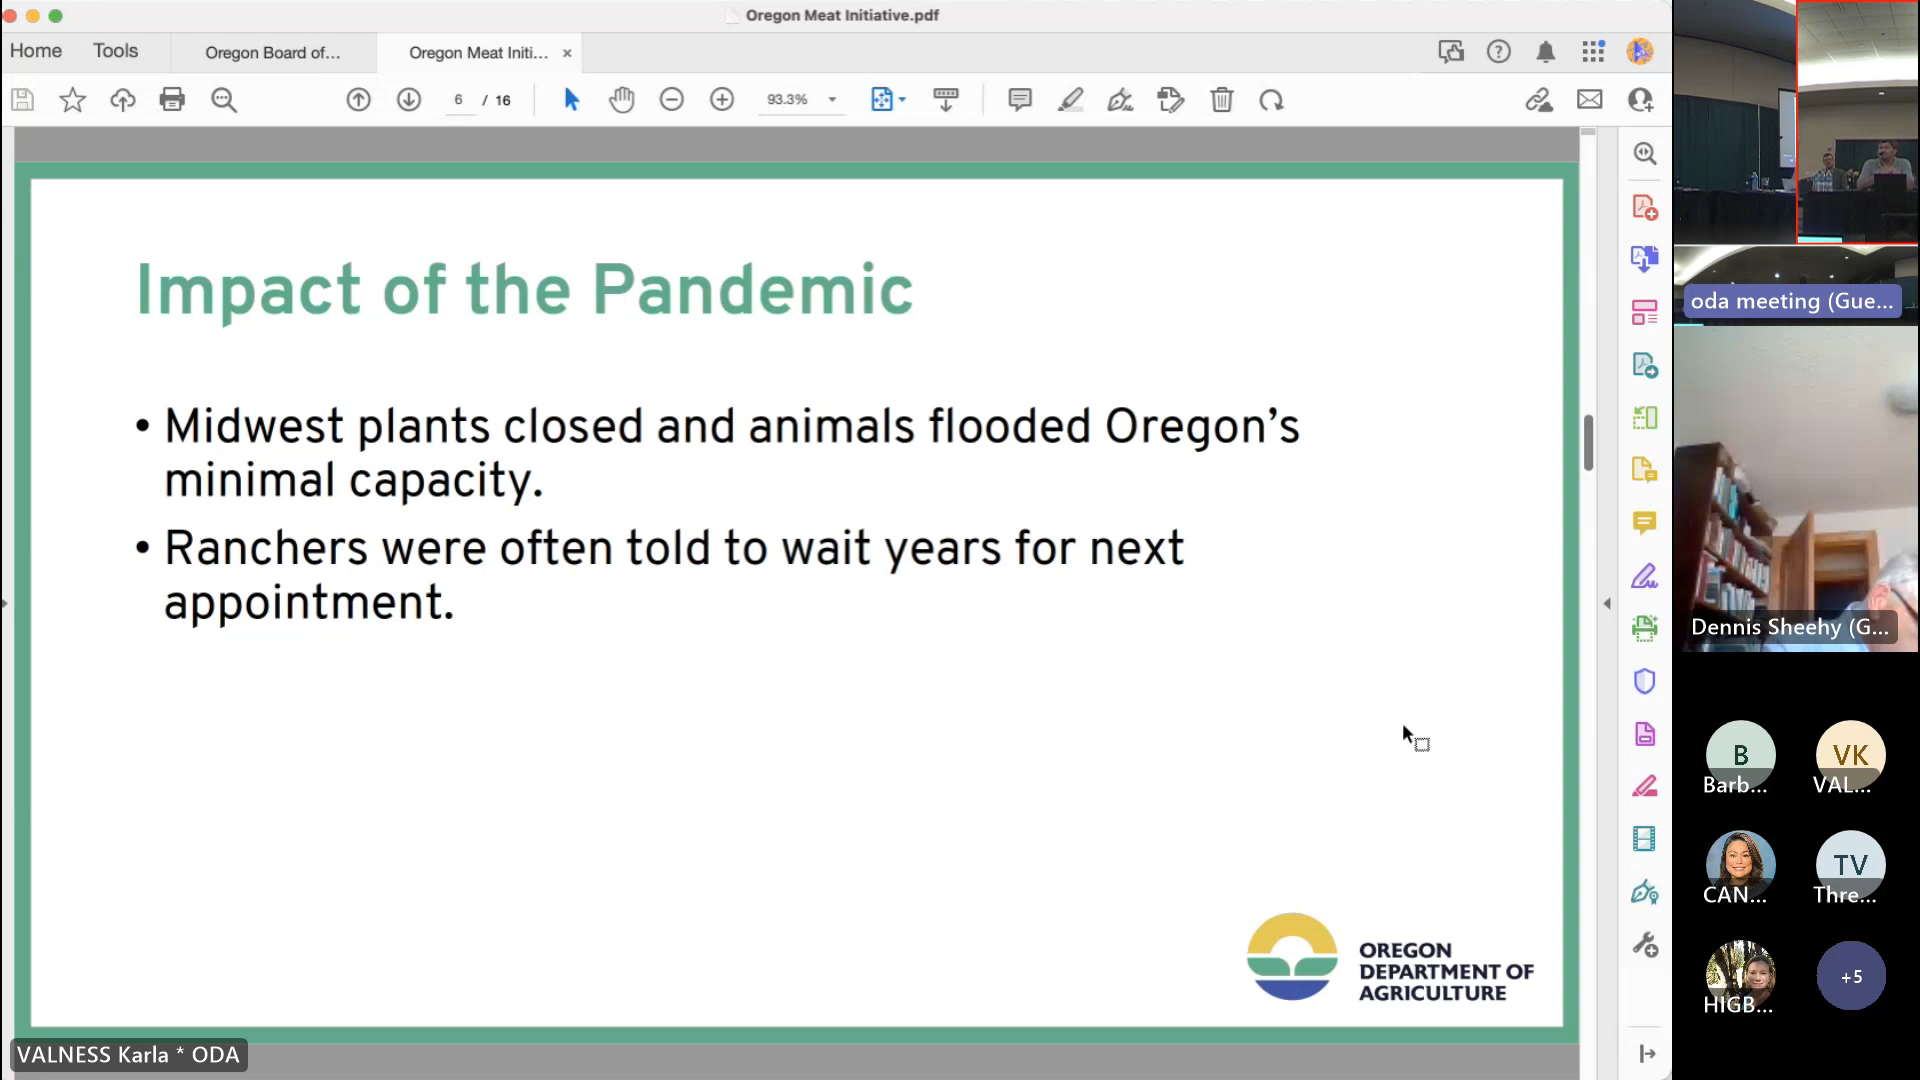 Oregon Meat Initiative.pdf
Home
Tools
Oregon Board of...
Oregon Meat Initi...
6 / 16
93.3%
Impact of the Pandemic
• Midwest plants closed and animals flooded Oregon’s
minimal capacity.
• Ranchers were often told to wait years for next
appointment.
OREGON
DEPARTMENT OF
AGRICULTURE
VALNESS Karla * ODA
oda meeting (Gue...
Dennis Sheehy (G...
B
Barb...
VK
VAL...
CAN...
TV
Thre...
HIGB...
+5